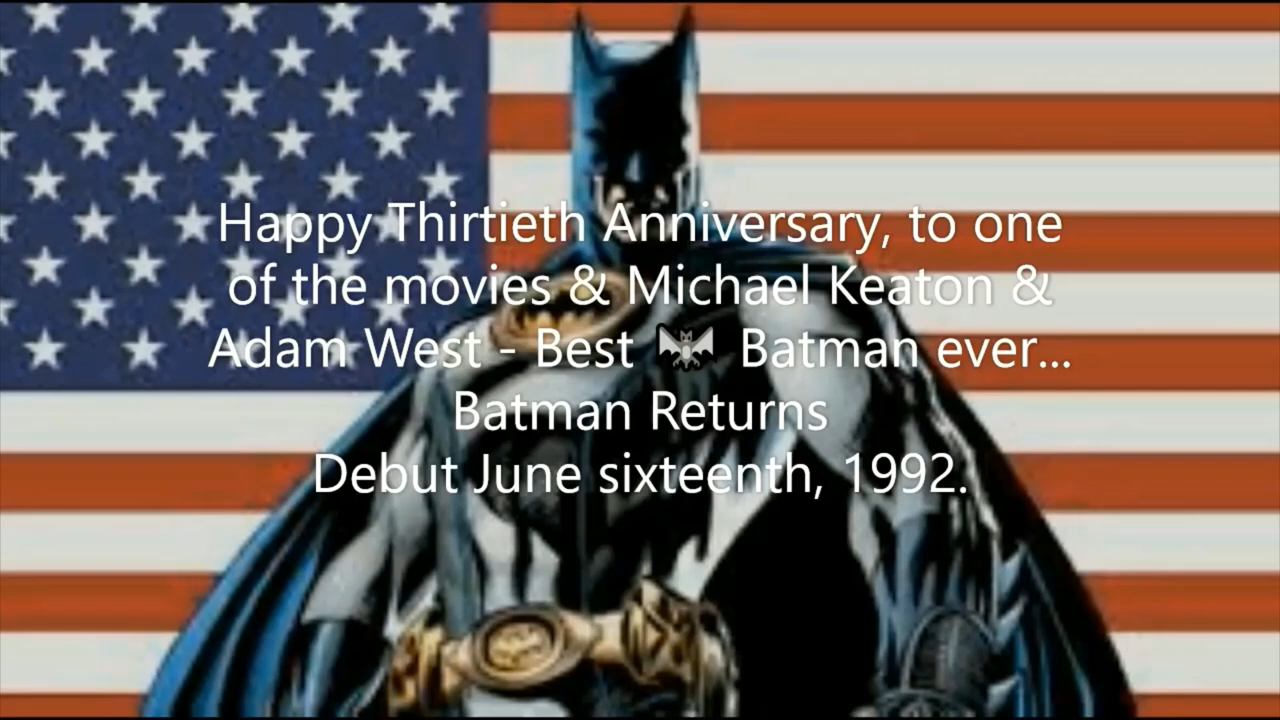 Happy Thirtieth Anniversary, to one
of the movies & Michael Keaton &
Adam West - Best 🦇 Batman ever...
Batman Returns
Debut June sixteenth, 1992.